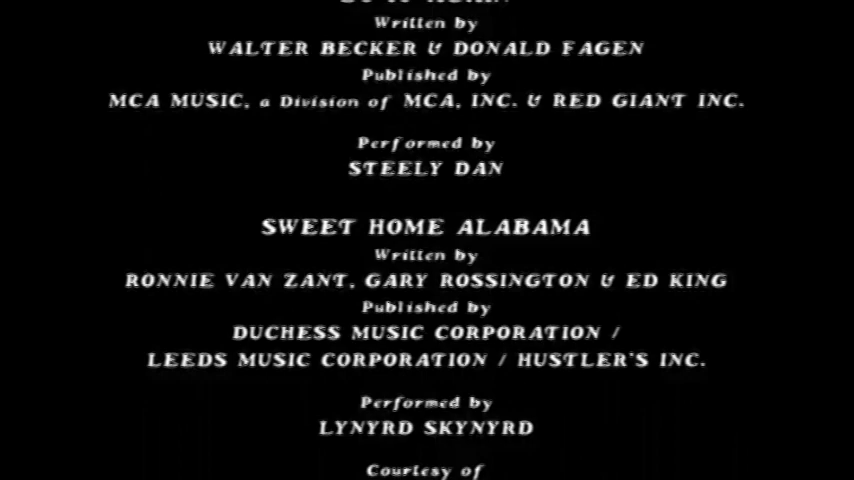 Written by
WALTER BECKER & DONALD FAGEN
Published by
MCA MUSIC, a Division of MCA, INC. & RED GIANT INC.
Performed by
STEELY DAN
SWEET HOME ALABAMA
Written by
RONNIE VAN ZANT, GARY ROSSINGTON & ED KING
Published by
DUCHESS MUSIC CORPORATION /
LEEDS MUSIC CORPORATION / HUSTLER'S INC.
Performed by
LYNYRD SKYNYRD
Courtesy of